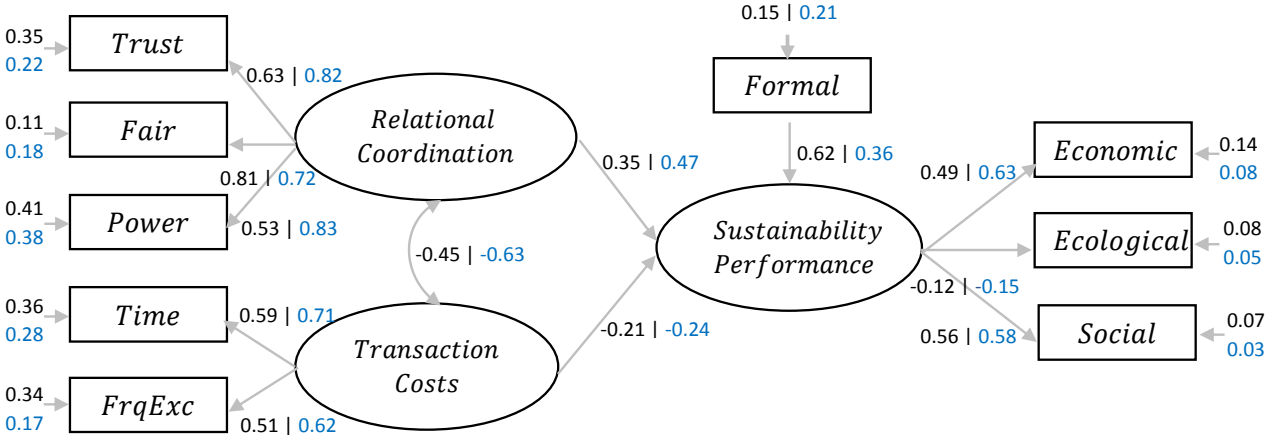 0.35
0.22
Trust
0.63 | 0.82
0.11
0.18
Fair
0.81 | 0.72
0.41
0.38
Power
0.53 | 0.83
Relational
Coordination
-0.45 | -0.63
0.36
0.28
Time
0.59 | 0.71
0.34
0.17
FrqExc
0.51 | 0.62
Transaction
Costs
0.35 | 0.47
-0.21 | -0.24
0.15 | 0.21
Formal
0.62 | 0.36
Sustainability
Performance
0.49 | 0.63
Economic
0.14
0.08
-0.12 | -0.15
Ecological
0.08
0.05
0.56 | 0.58
Social
0.07
0.03